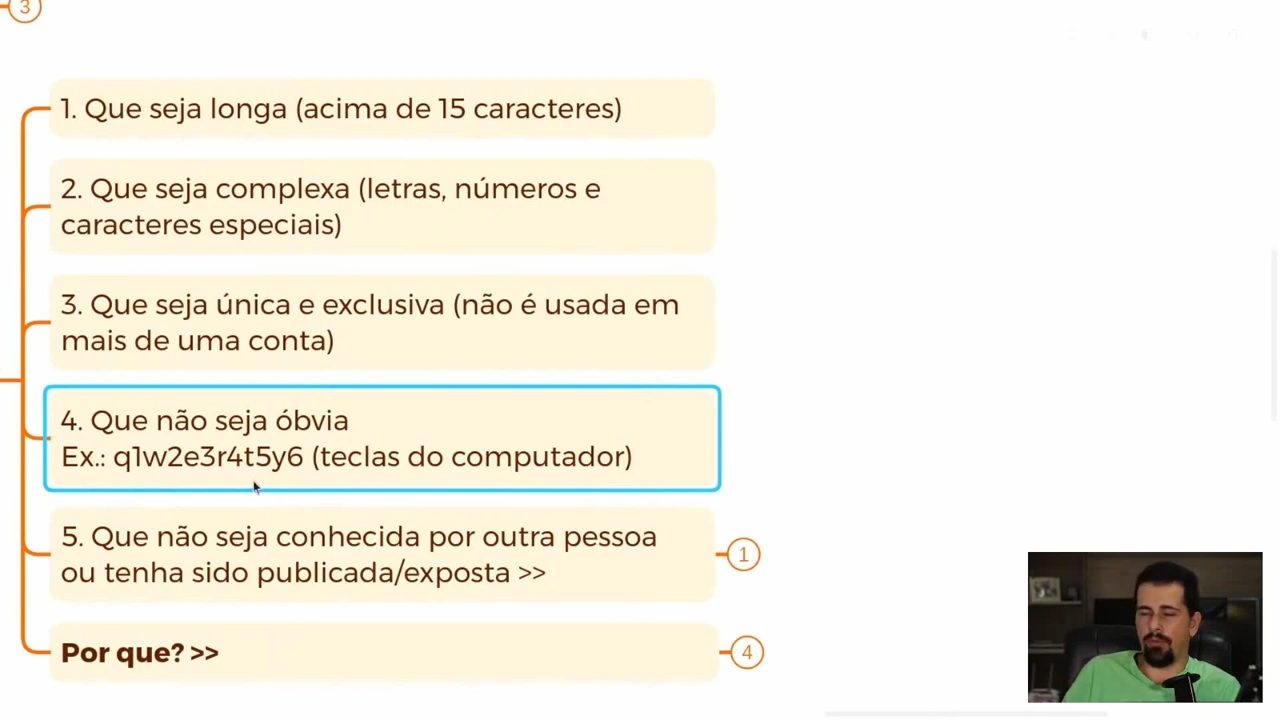 3
1. Que seja longa (acima de 15 caracteres)
2. Que seja complexa (letras, números e
caracteres especiais)
3. Que seja única e exclusiva (não é usada em
mais de uma conta)
4. Que não seja óbvia
Ex.: q1w2e3r4t5y6 (teclas do computador)
5. Que não seja conhecida por outra pessoa
ou tenha sido publicada/exposta >>
1
Por que? >>
4